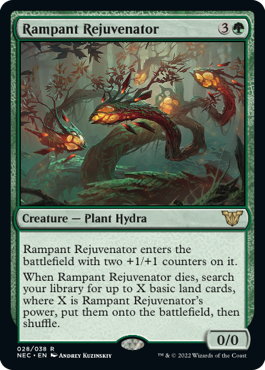 Rampant Rejuvenator 3
Creature — Plant Hydra
Rampant Rejuvenator enters the
battlefield with two +1/+1 counters on it.
When Rampant Rejuvenator dies, search
your library for up to X basic land cards,
where X is Rampant Rejuvenator's
power, put them onto the battlefield, then
shuffle.
0/0
028/038 R
NEC • EN Andrey Kuzinskiy ™ & © 2022 Wizards of the Coast